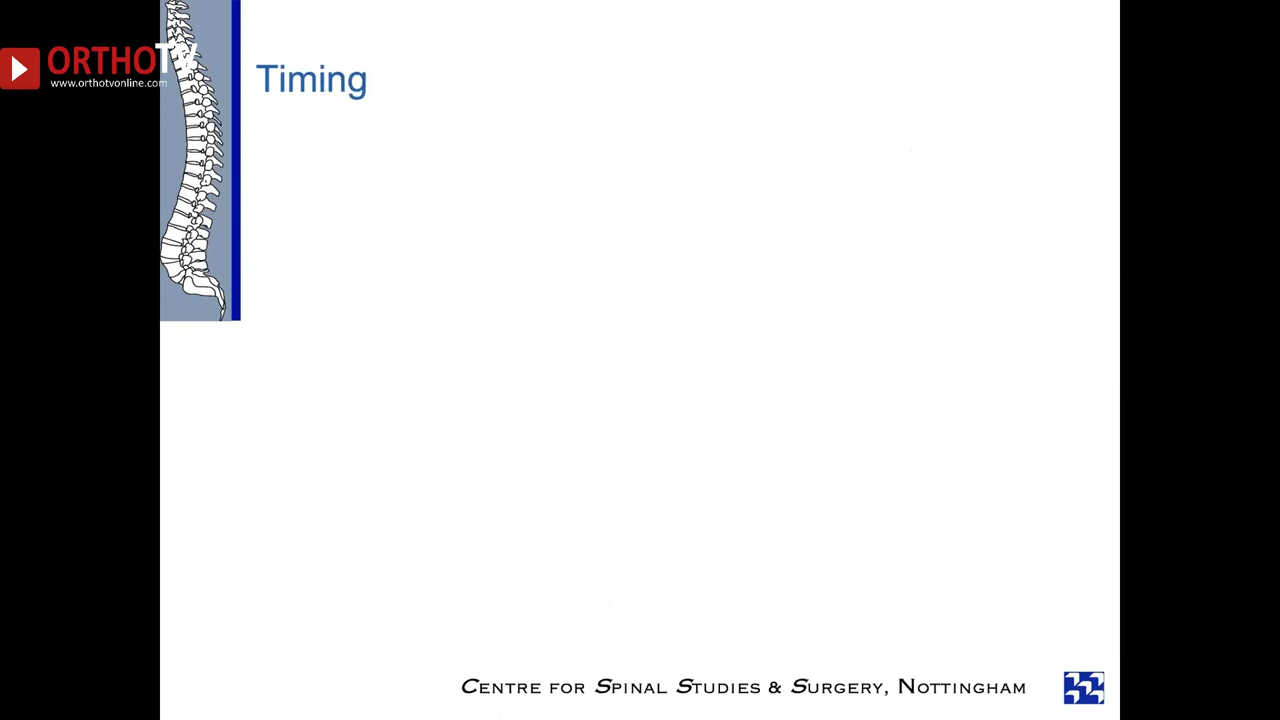 ORTHOTV
www.orthotvonline.com
Timing
CENTRE FOR SPINAL STUDIES & SURGERY, NOTTINGHAM